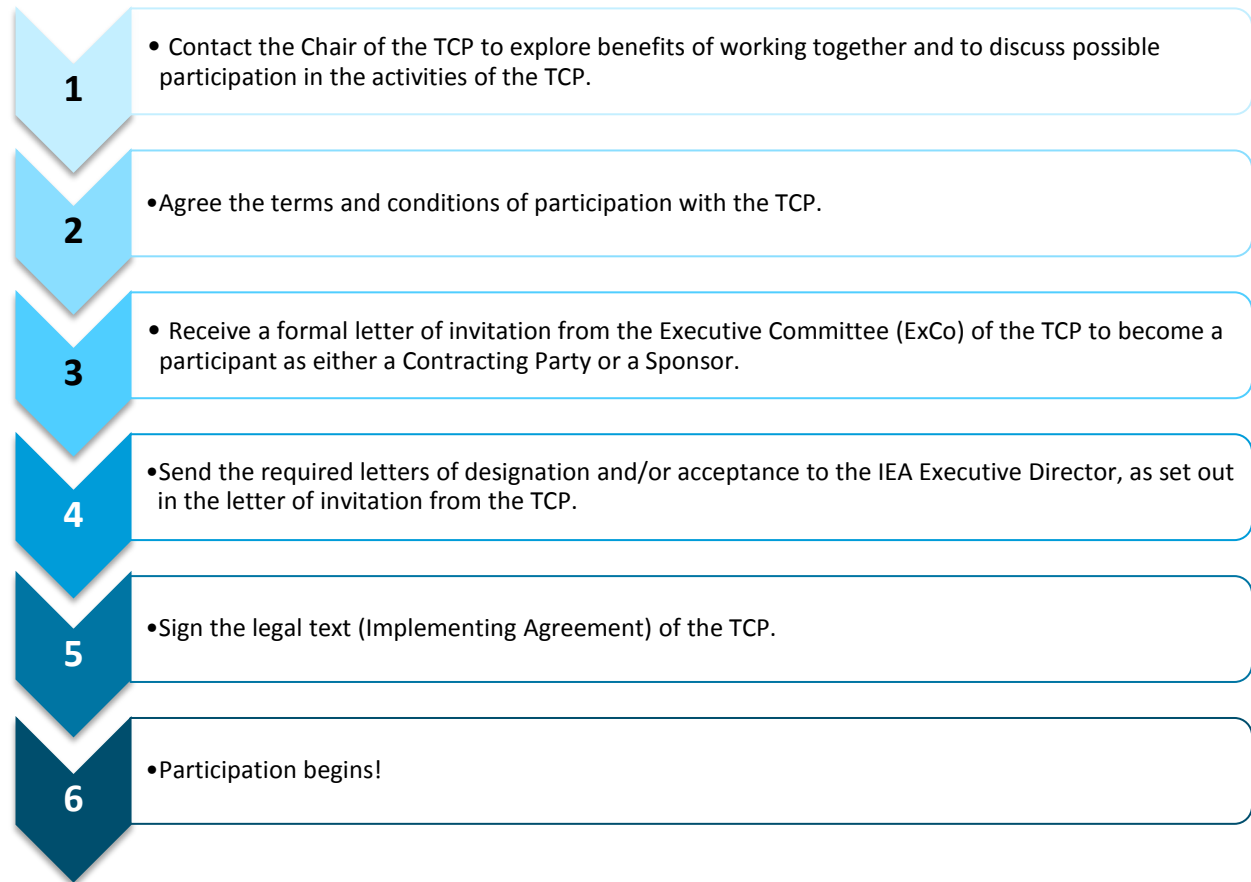 1
• Contact the Chair of the TCP to explore benefits of working together and to discuss possible
participation in the activities of the TCP.
2
•Agree the terms and conditions of participation with the TCP.
3
• Receive a formal letter of invitation from the Executive Committee (ExCo) of the TCP to become a
participant as either a Contracting Party or a Sponsor.
4
•Send the required letters of designation and/or acceptance to the IEA Executive Director, as set out
in the letter of invitation from the TCP.
5
•Sign the legal text (Implementing Agreement) of the TCP.
6
•Participation begins!